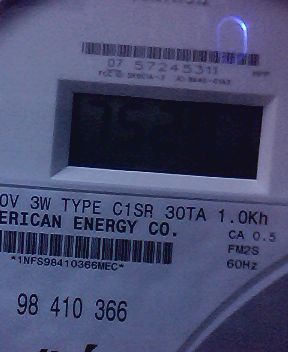 07 57245311
0V 3W TYPE C1SR 30TA 1.0Kh
ERICAN ENERGY CO.
CA 0.5
*1NFS98410366MEC*
FM2S
60Hz
98 410 366